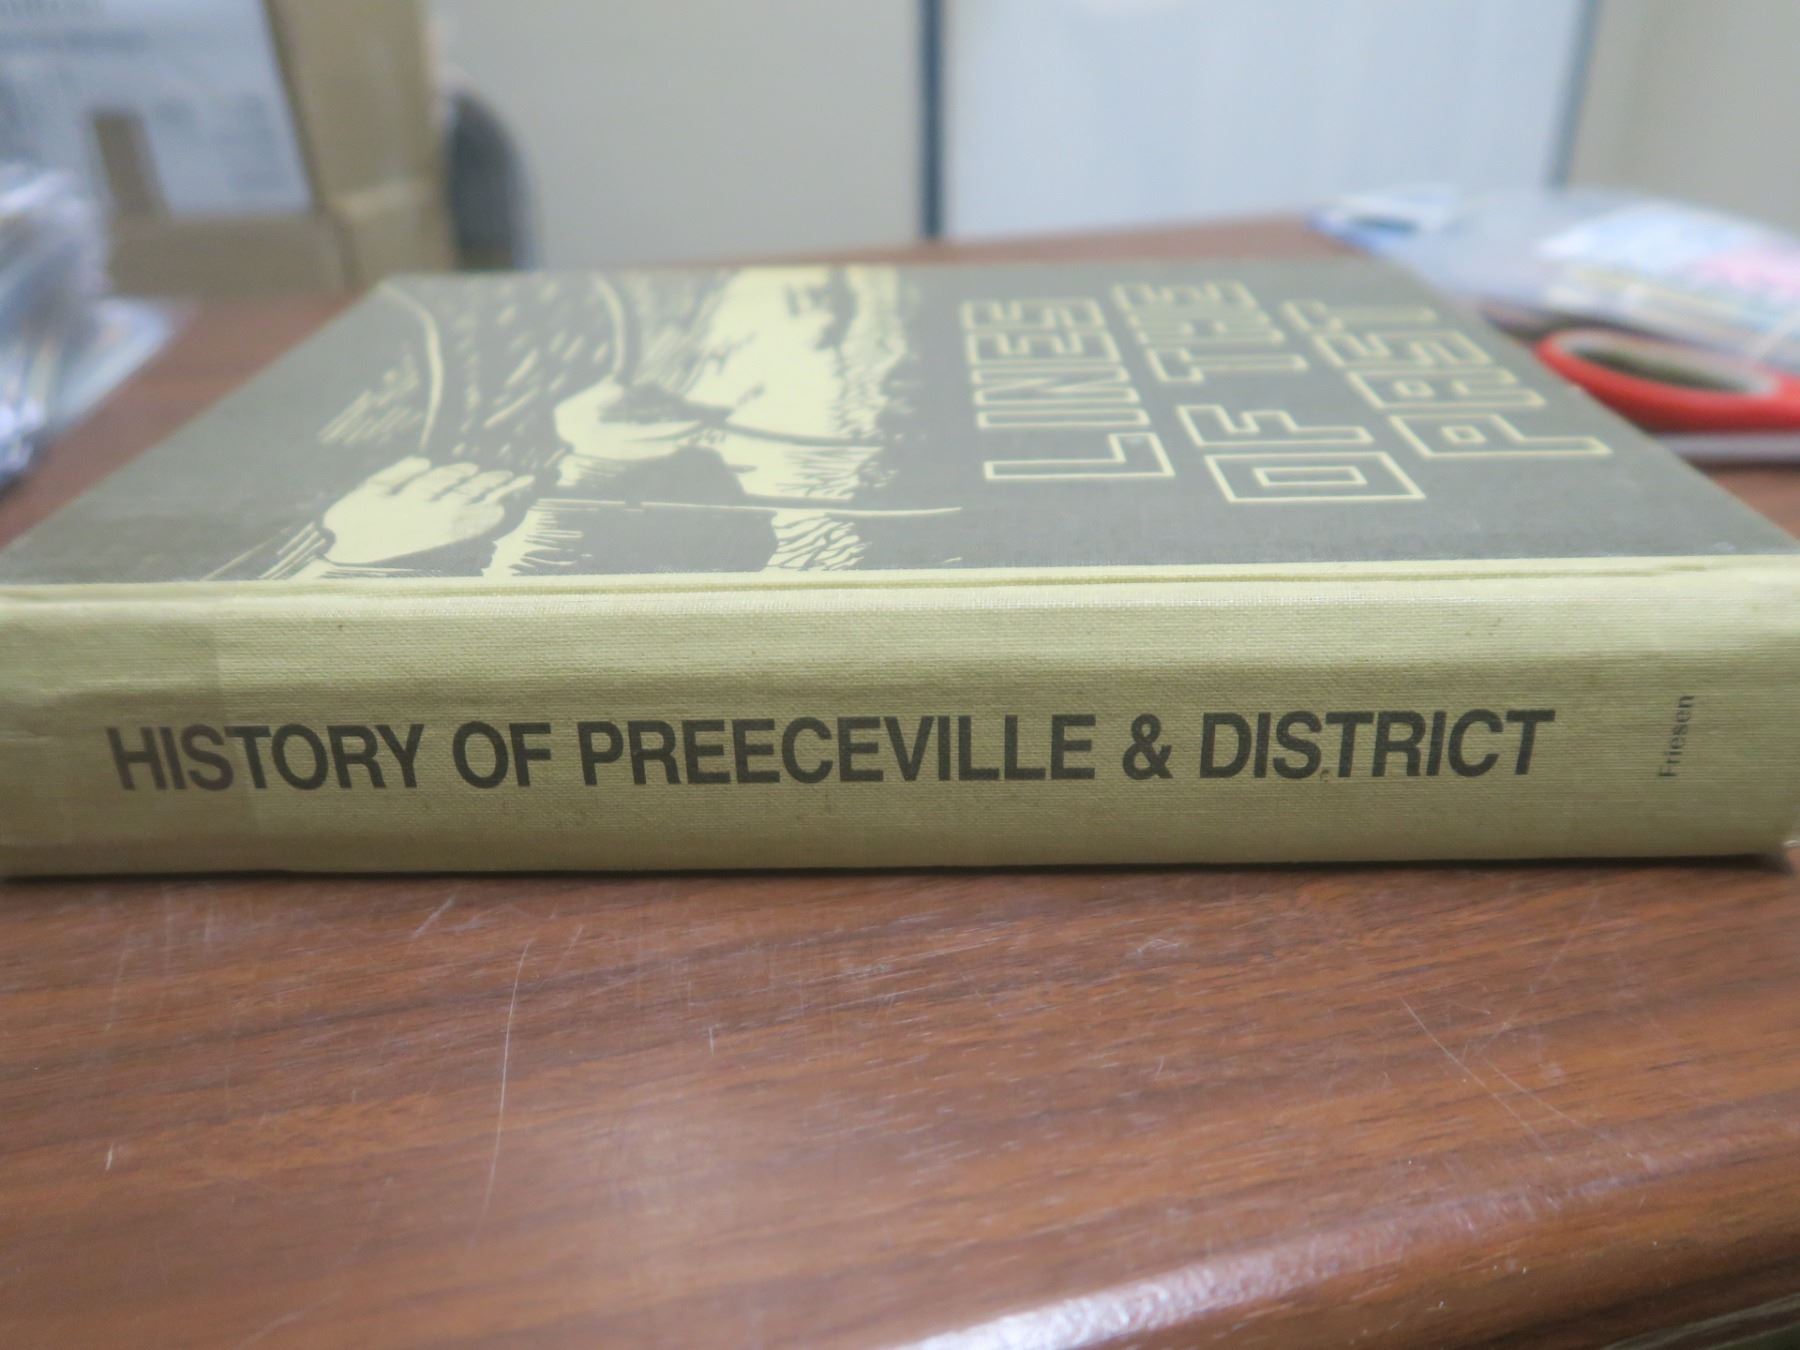 LINES
OF THE
PAST
HISTORY OF PREECEVILLE & DISTRICT
Friesen